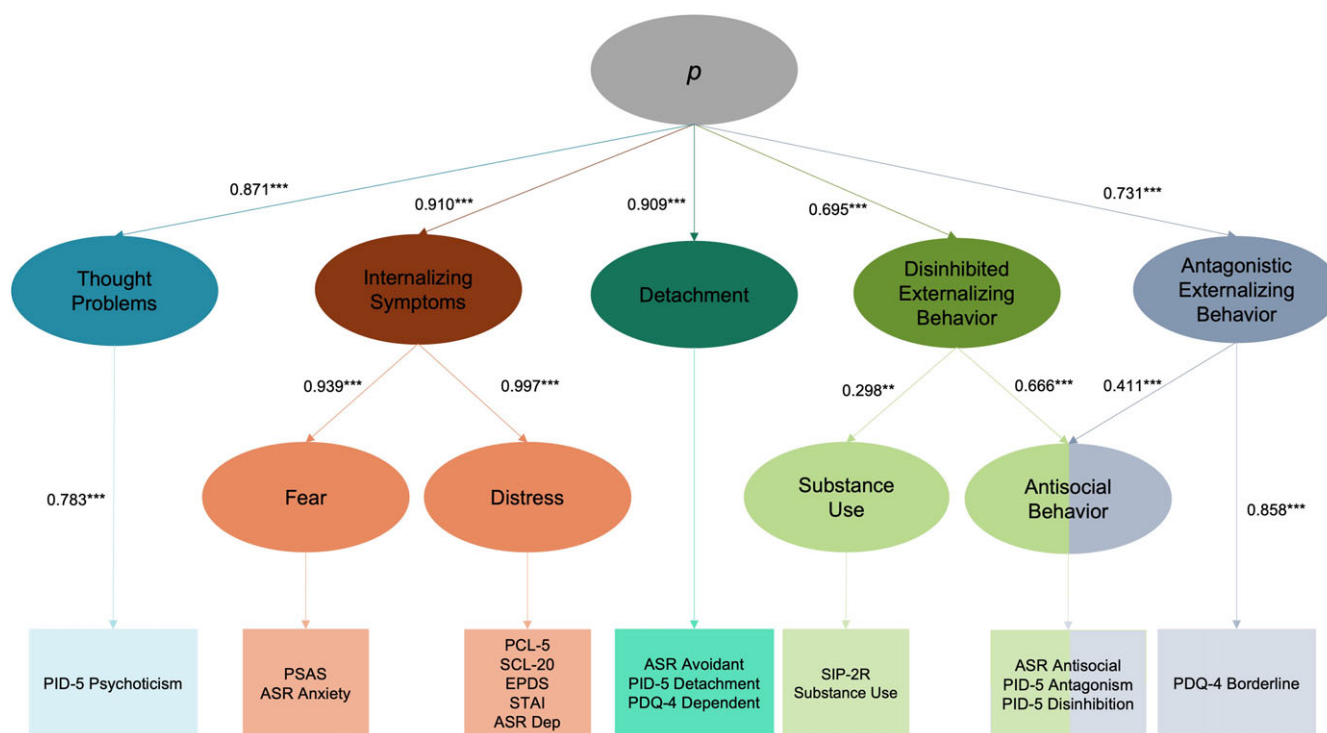 p
0.871***
0.910***
0.909***
0.695***
0.731***
Thought
Problems
Internalizing
Symptoms
Detachment
Disinhibited
Externalizing
Behavior
Antagonistic
Externalizing
Behavior
0.939***
0.997***
0.298**
0.666***
0.411***
0.783***
Fear
Distress
Substance
Use
Antisocial
Behavior
0.858***
PID-5 Psychoticism
PSAS
ASR Anxiety
PCL-5
SCL-20
EPDS
STAI
ASR Dep
ASR Avoidant
PID-5 Detachment
PDQ-4 Dependent
SIP-2R
Substance Use
ASR Antisocial
PID-5 Antagonism
PID-5 Disinhibition
PDQ-4 Borderline